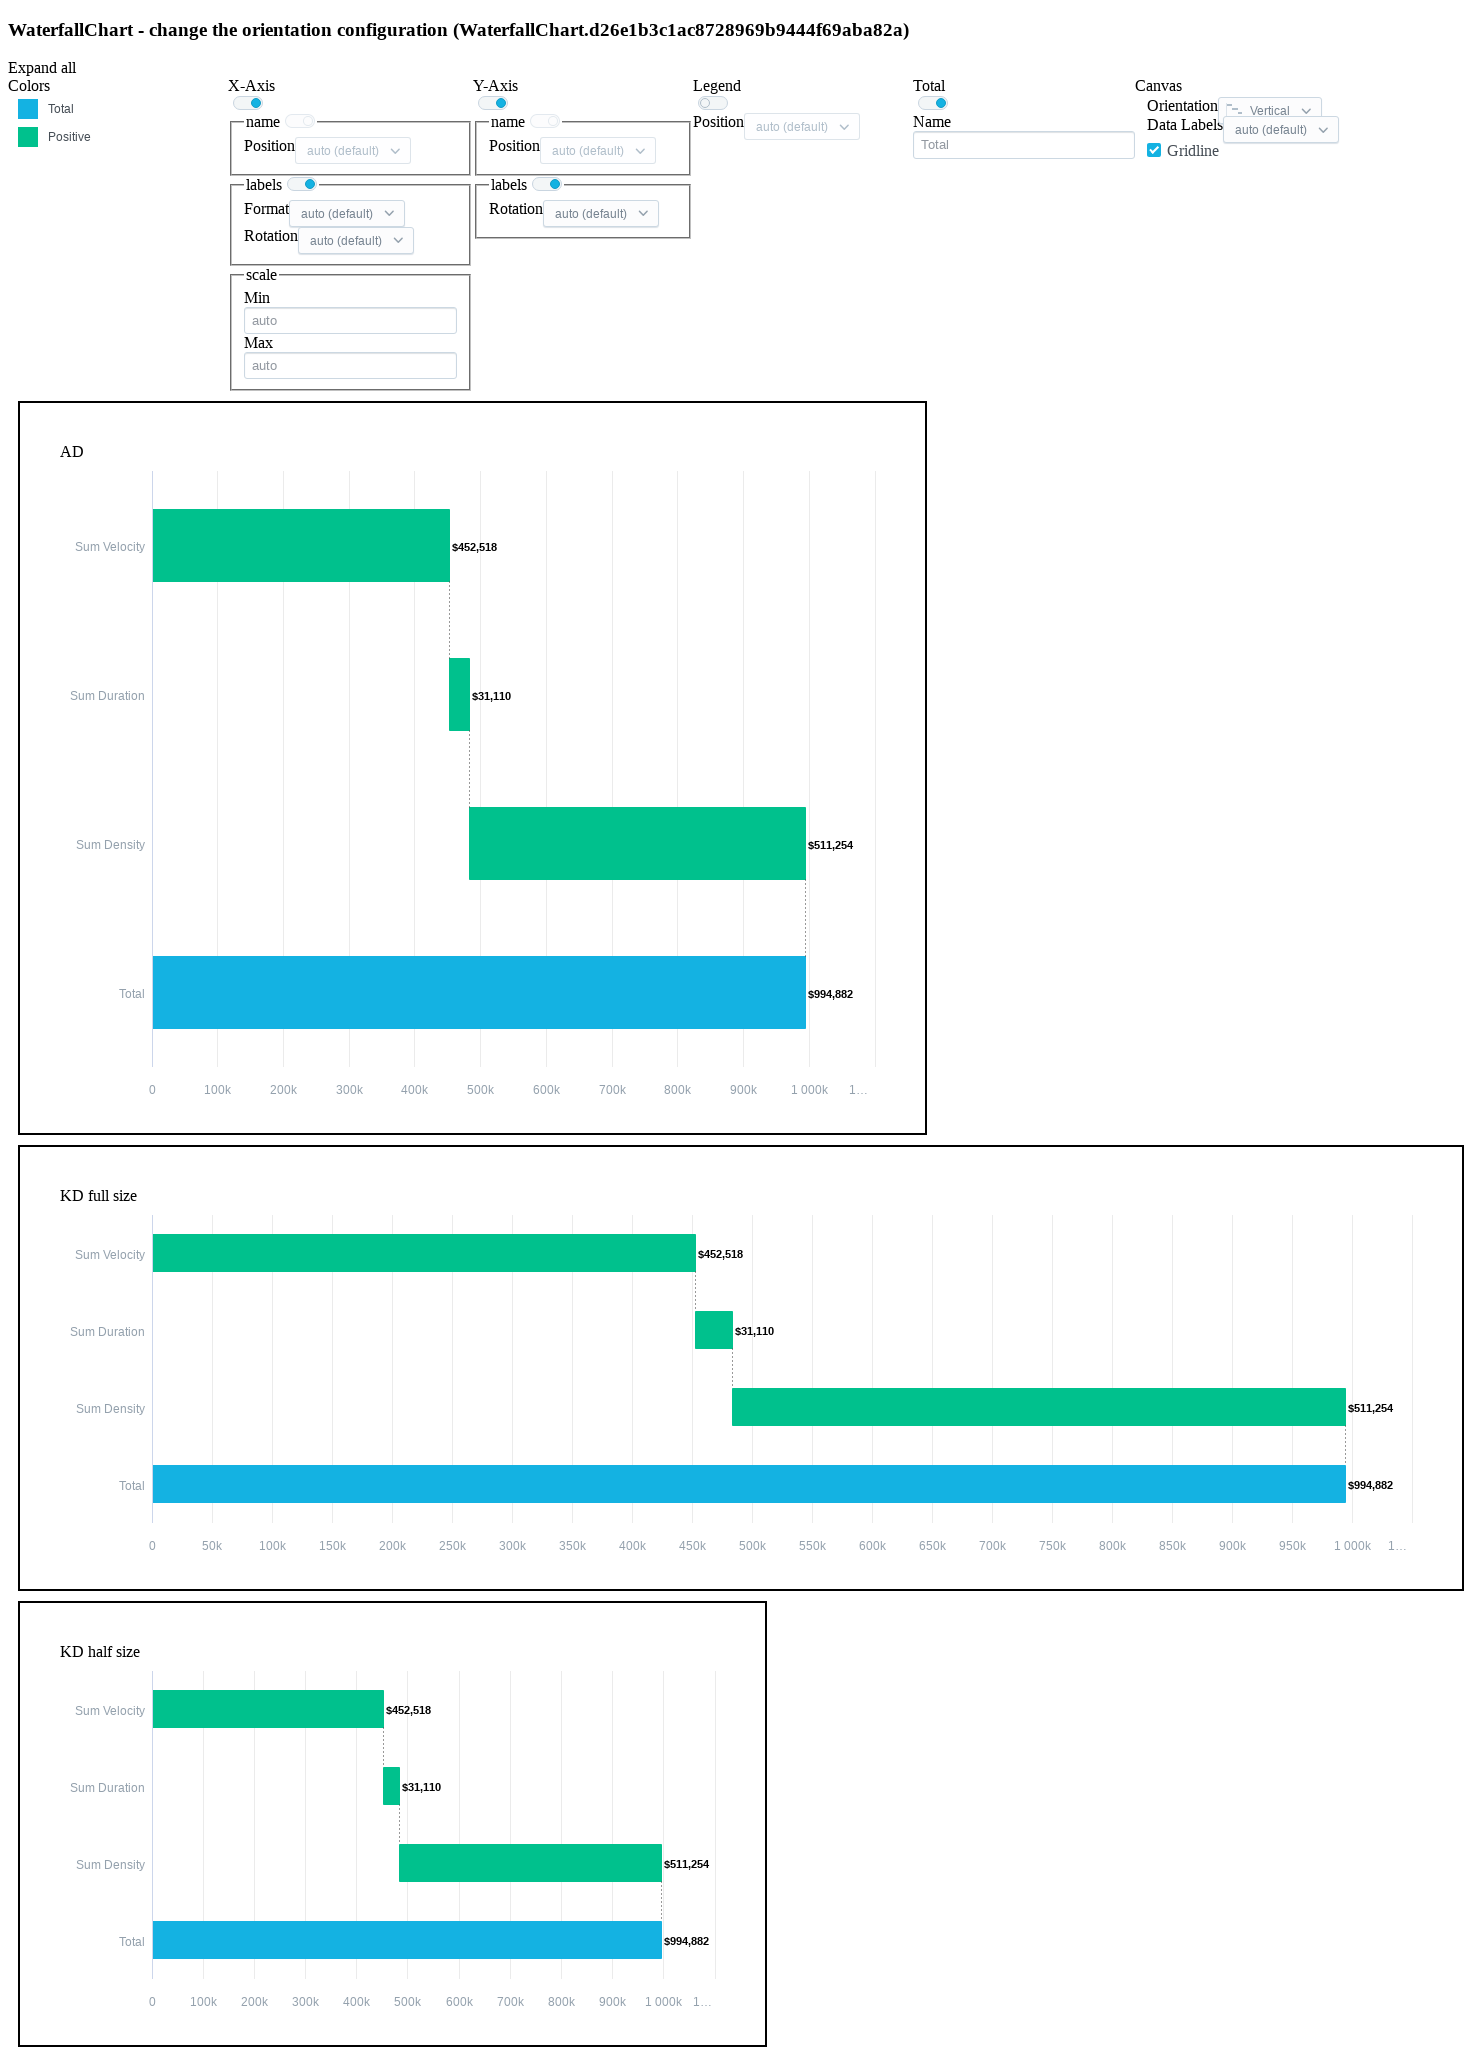 WaterfallChart - change the orientation configuration (WaterfallChart.d26e1b3c1ac8728969b9444f69aba82a)
Expand all
Colors
Total
Positive
X-Axis
name
Position auto (default)
labels
Format auto (default)
Rotation auto (default)
scale
Min
auto
Max
auto
Y-Axis
name
Position auto (default)
labels
Rotation auto (default)
Legend
Position auto (default)
Total
Name
Total
Canvas
Orientation Vertical
Data Labels auto (default)
Gridline
AD
Sum Velocity $452,518
Sum Duration $31,110
Sum Density $511,254
Total $994,882
0 100k 200k 300k 400k 500k 600k 700k 800k 900k 1 000k 1…
KD full size
Sum Velocity $452,518
Sum Duration $31,110
Sum Density $511,254
Total $994,882
0 50k 100k 150k 200k 250k 300k 350k 400k 450k 500k 550k 600k 650k 700k 750k 800k 850k 900k 950k 1 000k 1…
KD half size
Sum Velocity $452,518
Sum Duration $31,110
Sum Density $511,254
Total $994,882
0 100k 200k 300k 400k 500k 600k 700k 800k 900k 1 000k 1…